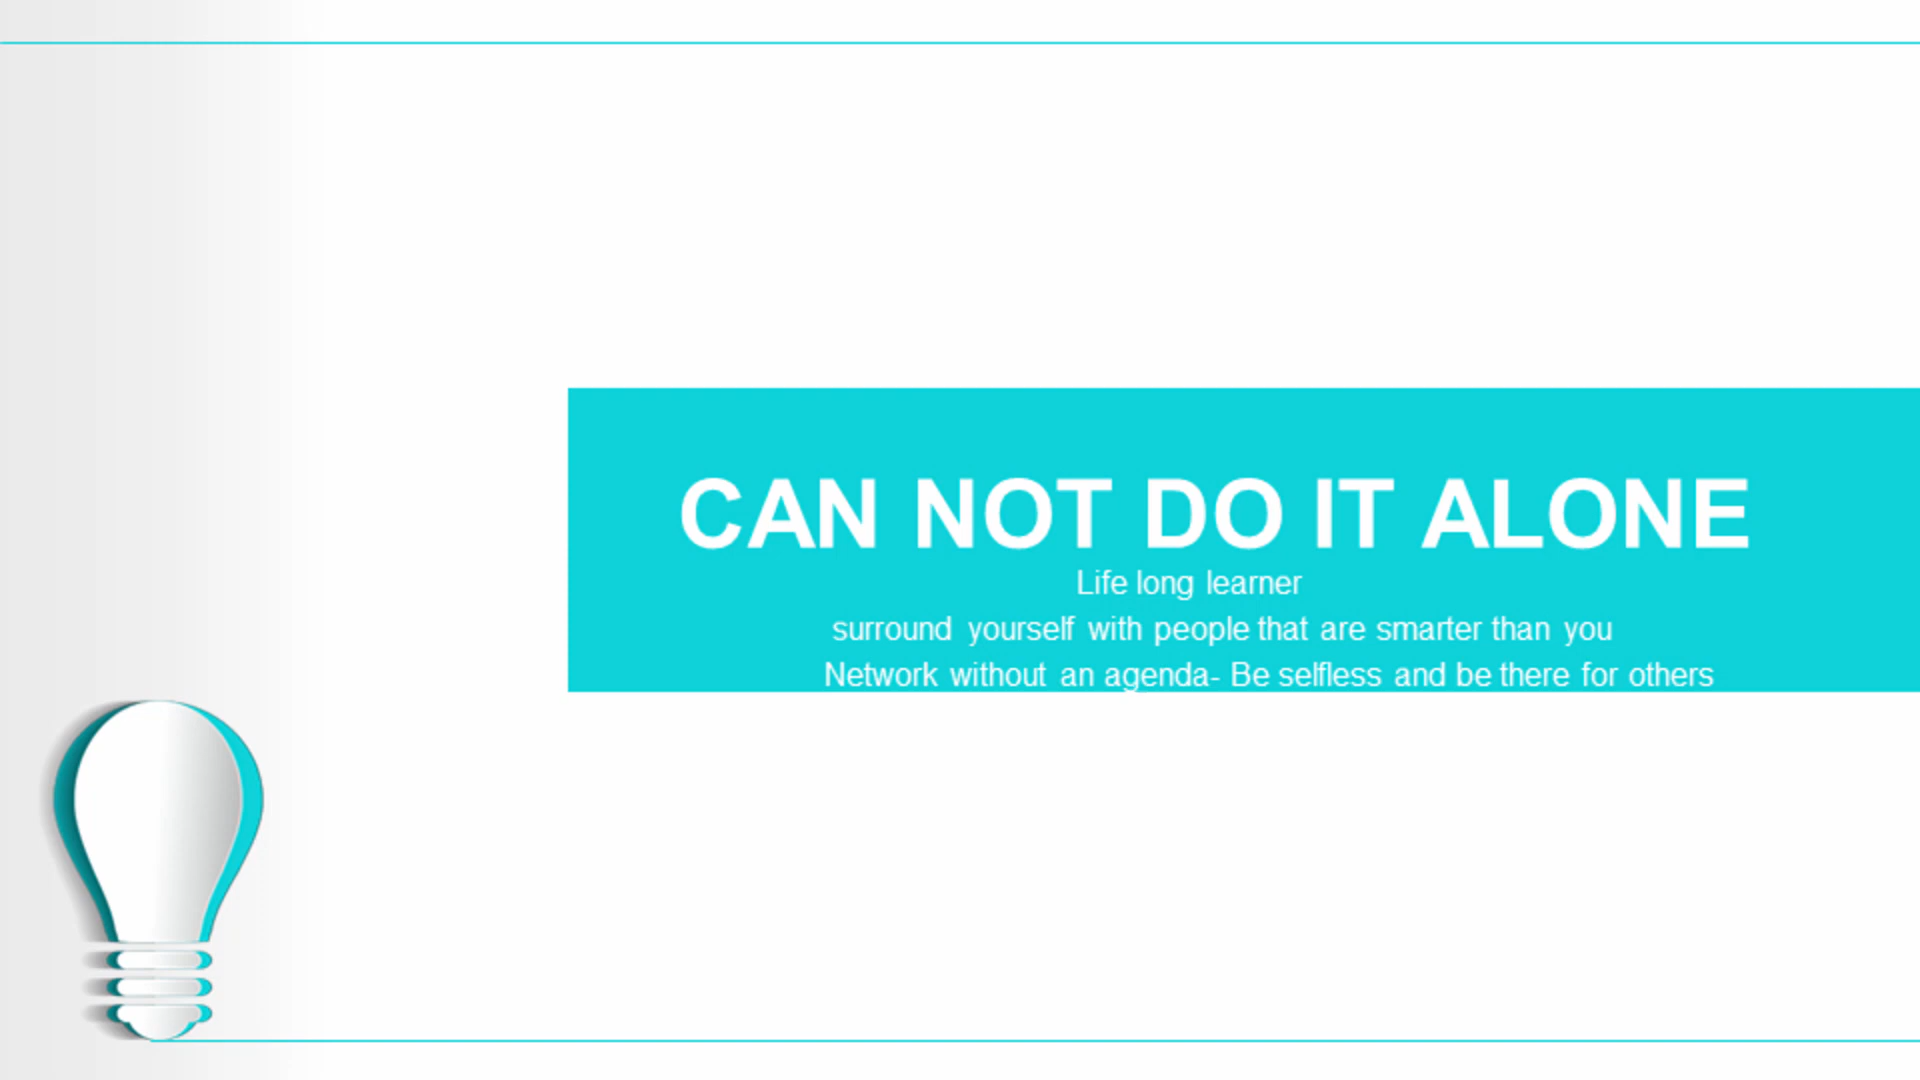 CAN NOT DO IT ALONE
Life long learner
surround yourself with people that are smarter than you
Network without an agenda- Be selfless and be there for others